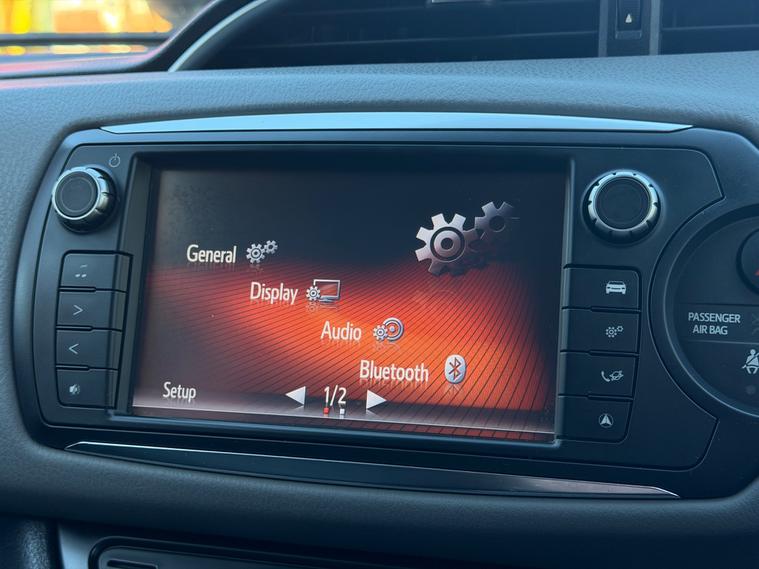 General
Display
Audio
Bluetooth
Setup
1/2
PASSENGER
AIR BAG